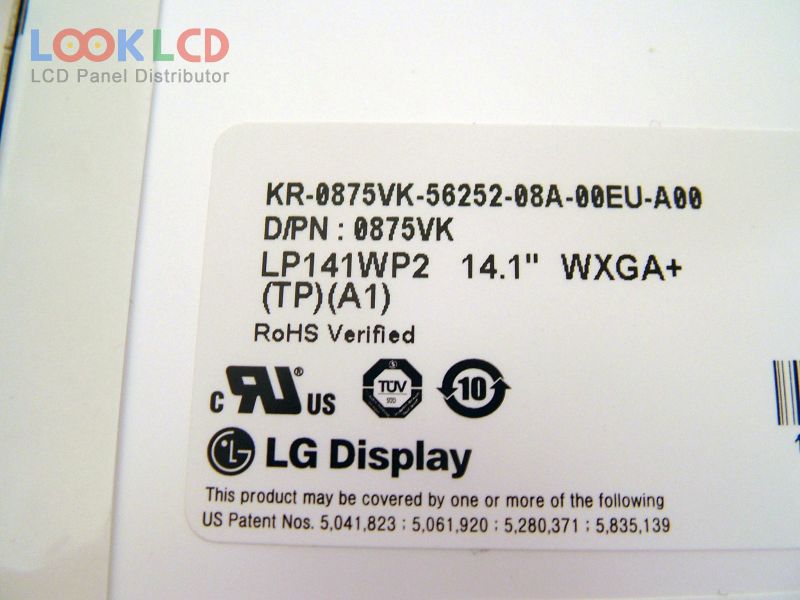 LOOKLCD
LCD Panel Distributor
KR-0875VK-56252-08A-00EU-A00
D/PN : 0875VK
LP141WP2 14.1" WXGA+
(TP)(A1)
RoHS Verified
c RU® US TÜV 10
LG Display
This product may be covered by one or more of the following
US Patent Nos. 5,041,823 ; 5,061,920 ; 5,280,371 ; 5,835,139